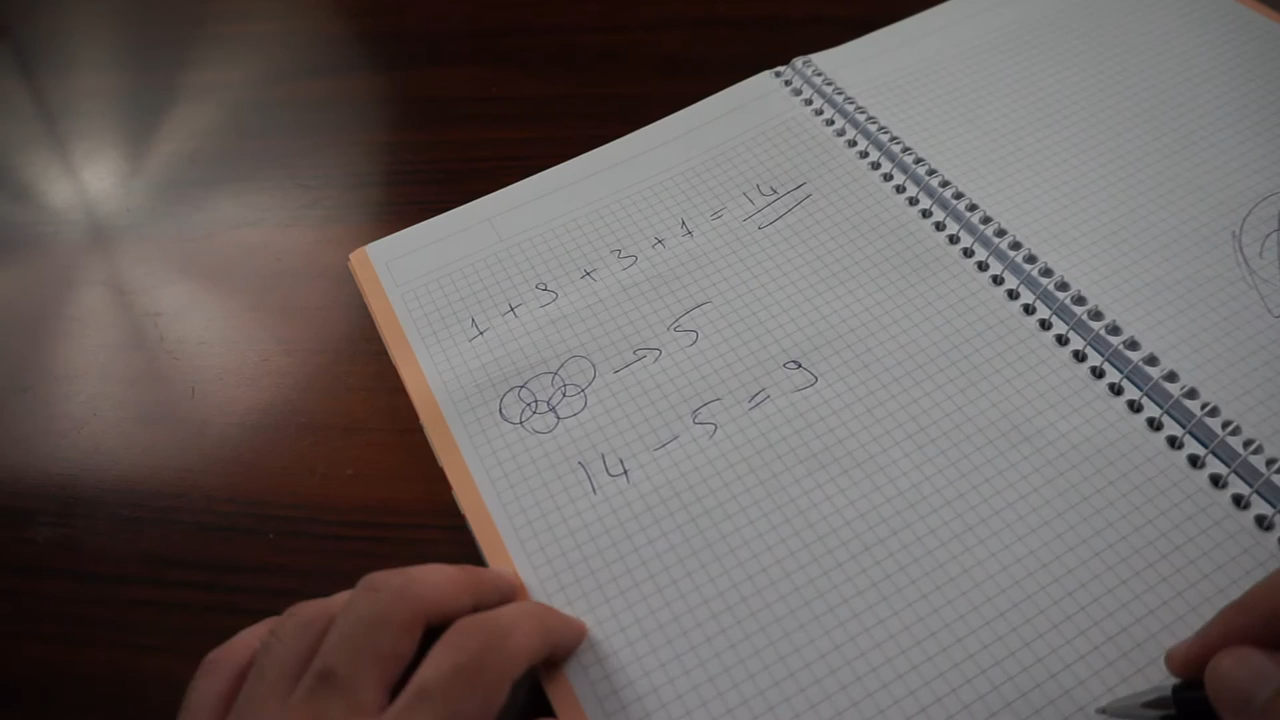 1 + 9 + 3 + 1 = 14
→ 5
14 - 5 = 9